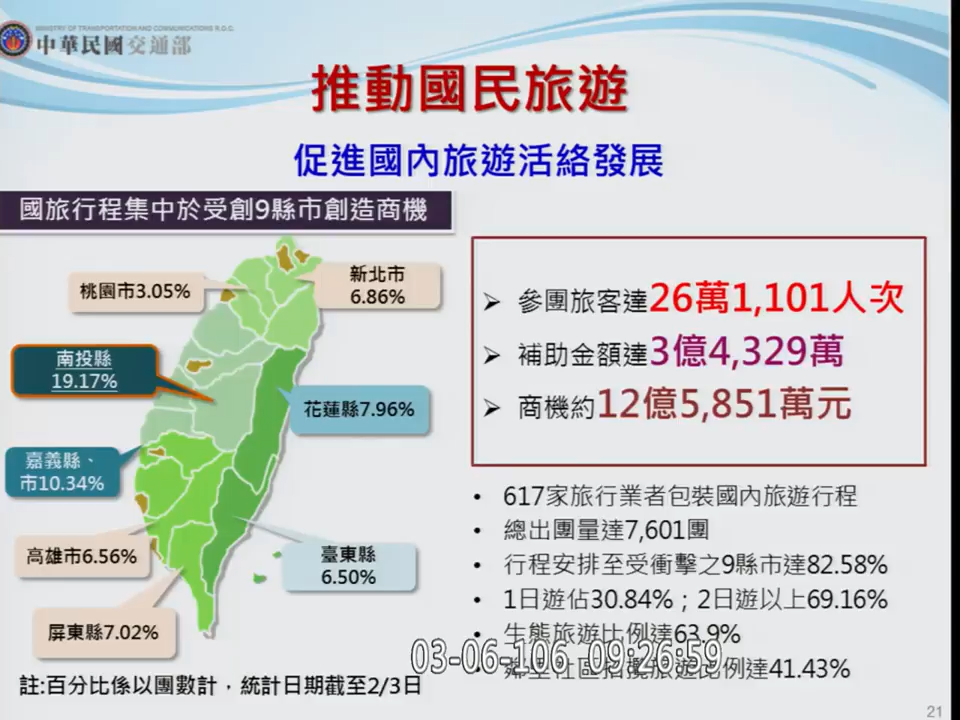 MINISTRY OF TRANSPORTATION AND COMMUNICATIONS R.O.C.
中華民國交通部
推動國民旅遊
促進國內旅遊活絡發展
國旅行程集中於受創9縣市創造商機
桃園市3.05%
新北市
6.86%
南投縣
19.17%
花蓮縣7.96%
嘉義縣、
市10.34%
高雄市6.56%
臺東縣
6.50%
屏東縣7.02%
註:百分比係以團數計，統計日期截至2/3日
➢ 參團旅客達26萬1,101人次
➢ 補助金額達3億4,329萬
➢ 商機約12億5,851萬元
• 617家旅行業者包裝國內旅遊行程
• 總出團量達7,601團
• 行程安排至受衝擊之9縣市達82.58%
• 1日遊佔30.84%；2日遊以上69.16%
• 生態旅遊比例達63.9%
• 社區旅遊比例達41.43%
03-06-106 09:26:59
21